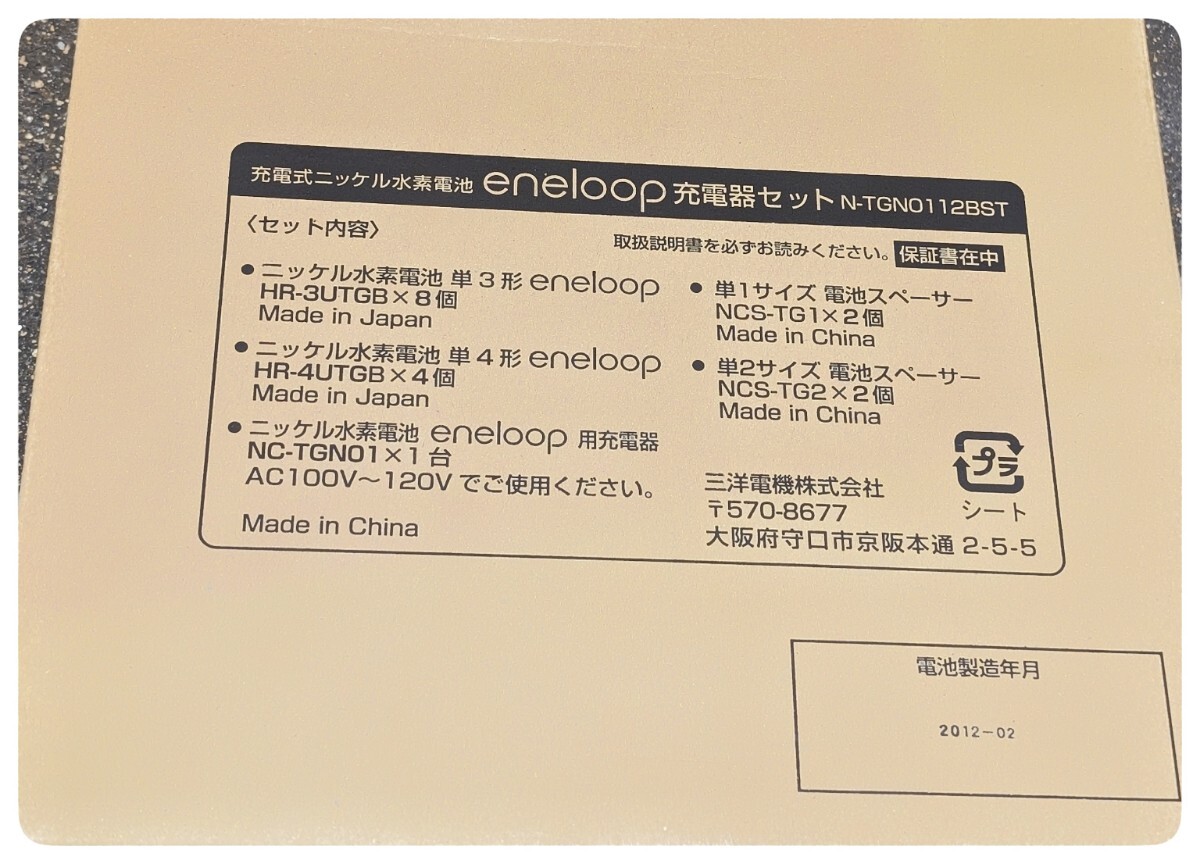 充電式ニッケル水素電池 eneloop 充電器セット N-TGN0112BST
〈セット内容〉
取扱説明書を必ずお読みください。 保証書在中
● ニッケル水素電池 単3形 eneloop
HR-3UTGB×8個
Made in Japan
● ニッケル水素電池 単4形 eneloop
HR-4UTGB×4個
Made in Japan
● ニッケル水素電池 eneloop 用充電器
NC-TGN01×1台
AC100V～120Vでご使用ください。
Made in China
● 単1サイズ 電池スペーサー
NCS-TG1×2個
Made in China
● 単2サイズ 電池スペーサー
NCS-TG2×2個
Made in China
プラ
シート
三洋電機株式会社
〒570-8677
大阪府守口市京阪本通2-5-5
電池製造年月
2012-02